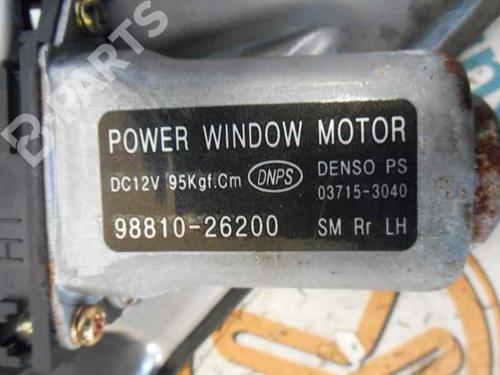 B-PARTS
POWER WINDOW MOTOR
DC12V 95Kgf.Cm DNPS DENSO PS
03715-3040
98810-26200 SM Rr LH